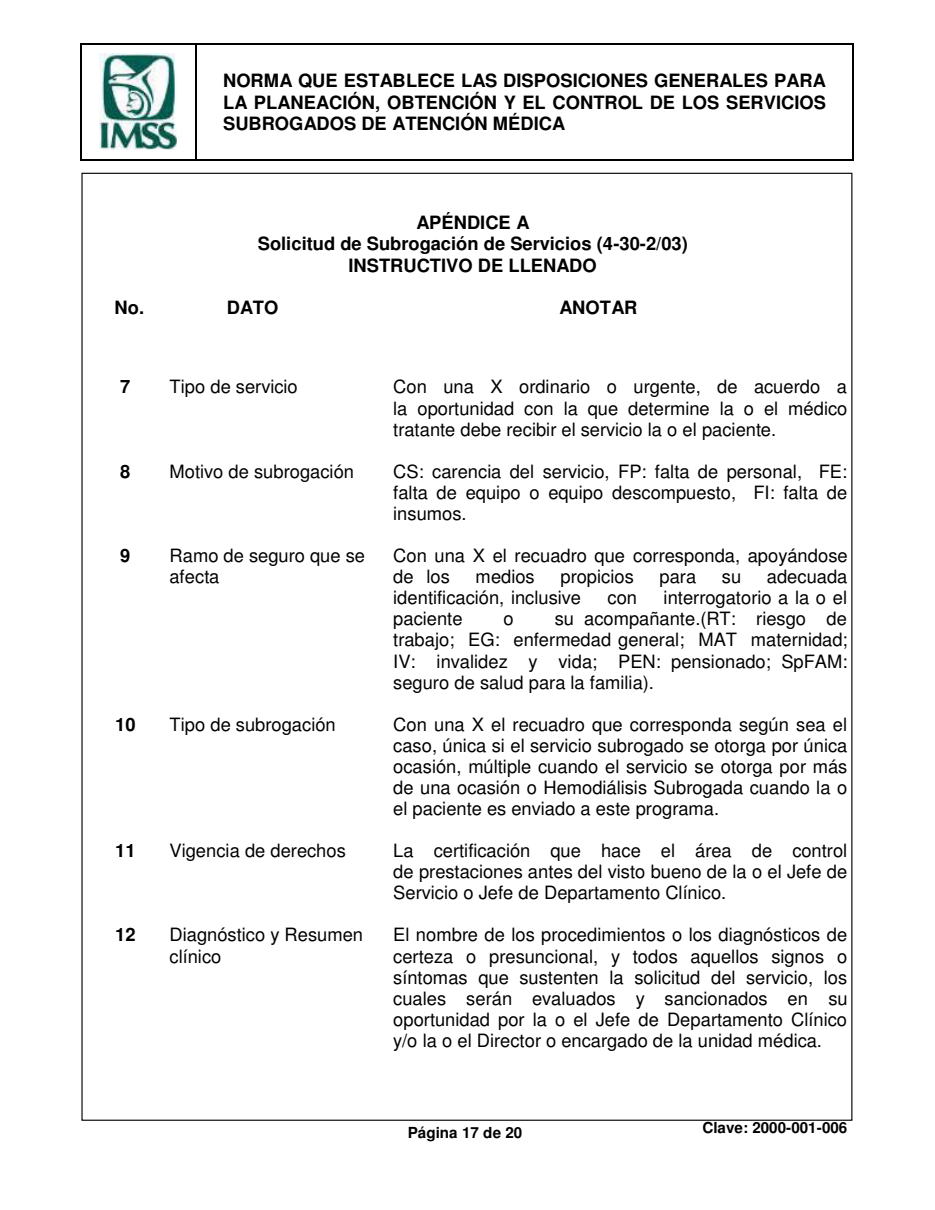 IMSS
NORMA QUE ESTABLECE LAS DISPOSICIONES GENERALES PARA
LA PLANEACIÓN, OBTENCIÓN Y EL CONTROL DE LOS SERVICIOS
SUBROGADOS DE ATENCIÓN MÉDICA
APÉNDICE A
Solicitud de Subrogación de Servicios (4-30-2/03)
INSTRUCTIVO DE LLENADO
No. DATO ANOTAR
7 Tipo de servicio Con una X ordinario o urgente, de acuerdo a
la oportunidad con la que determine la o el médico
tratante debe recibir el servicio la o el paciente.
8 Motivo de subrogación CS: carencia del servicio, FP: falta de personal, FE:
falta de equipo o equipo descompuesto, FI: falta de
insumos.
9 Ramo de seguro que se Con una X el recuadro que corresponda, apoyándose
afecta de los medios propicios para su adecuada
identificación, inclusive con interrogatorio a la o el
paciente o su acompañante.(RT: riesgo de
trabajo; EG: enfermedad general; MAT maternidad;
IV: invalidez y vida; PEN: pensionado; SpFAM:
seguro de salud para la familia).
10 Tipo de subrogación Con una X el recuadro que corresponda según sea el
caso, única si el servicio subrogado se otorga por única
ocasión, múltiple cuando el servicio se otorga por más
de una ocasión o Hemodiálisis Subrogada cuando la o
el paciente es enviado a este programa.
11 Vigencia de derechos La certificación que hace el área de control
de prestaciones antes del visto bueno de la o el Jefe de
Servicio o Jefe de Departamento Clínico.
12 Diagnóstico y Resumen El nombre de los procedimientos o los diagnósticos de
clínico certeza o presuncional, y todos aquellos signos o
síntomas que sustenten la solicitud del servicio, los
cuales serán evaluados y sancionados en su
oportunidad por la o el Jefe de Departamento Clínico
y/o la o el Director o encargado de la unidad médica.
Página 17 de 20 Clave: 2000-001-006